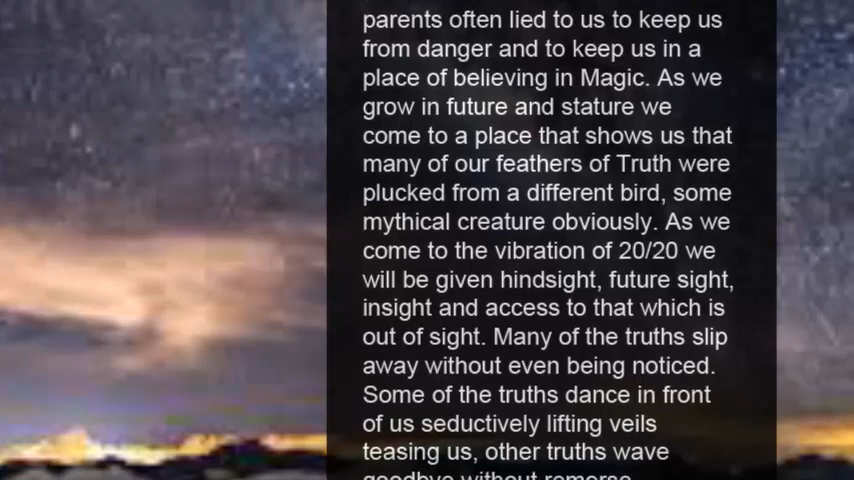 parents often lied to us to keep us
from danger and to keep us in a
place of believing in Magic. As we
grow in future and stature we
come to a place that shows us that
many of our feathers of Truth were
plucked from a different bird, some
mythical creature obviously. As we
come to the vibration of 20/20 we
will be given hindsight, future sight,
insight and access to that which is
out of sight. Many of the truths slip
away without even being noticed.
Some of the truths dance in front
of us seductively lifting veils
teasing us, other truths wave
goodbye without remorse